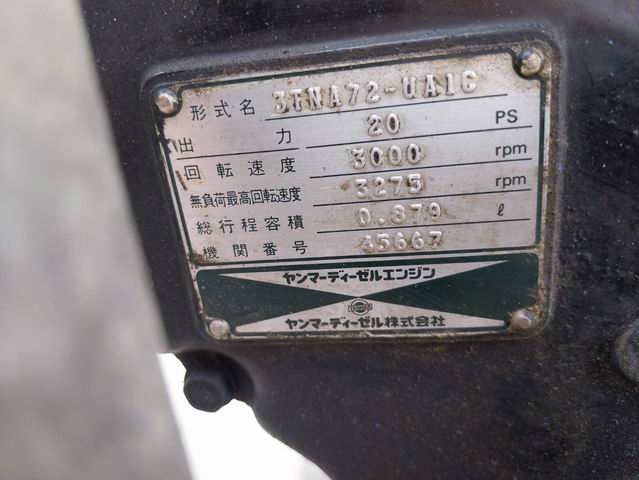 形式名 3TNA72-UA1C
出力 20 PS
回転速度 3000 rpm
無負荷最高回転速度 3275 rpm
総行程容積 0.879 ℓ
機関番号 45667
ヤンマーディーゼルエンジン
ヤンマーディーゼル株式会社